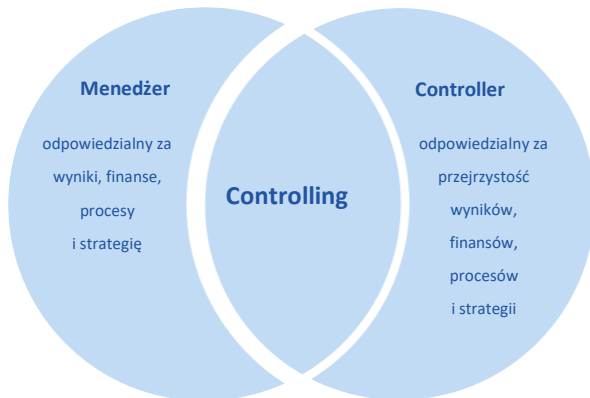 Menedżer
odpowiedzialny za
wyniki, finanse,
procesy
i strategię
Controlling
Controller
odpowiedzialny za
przejrzystość
wyników,
finansów,
procesów
i strategii